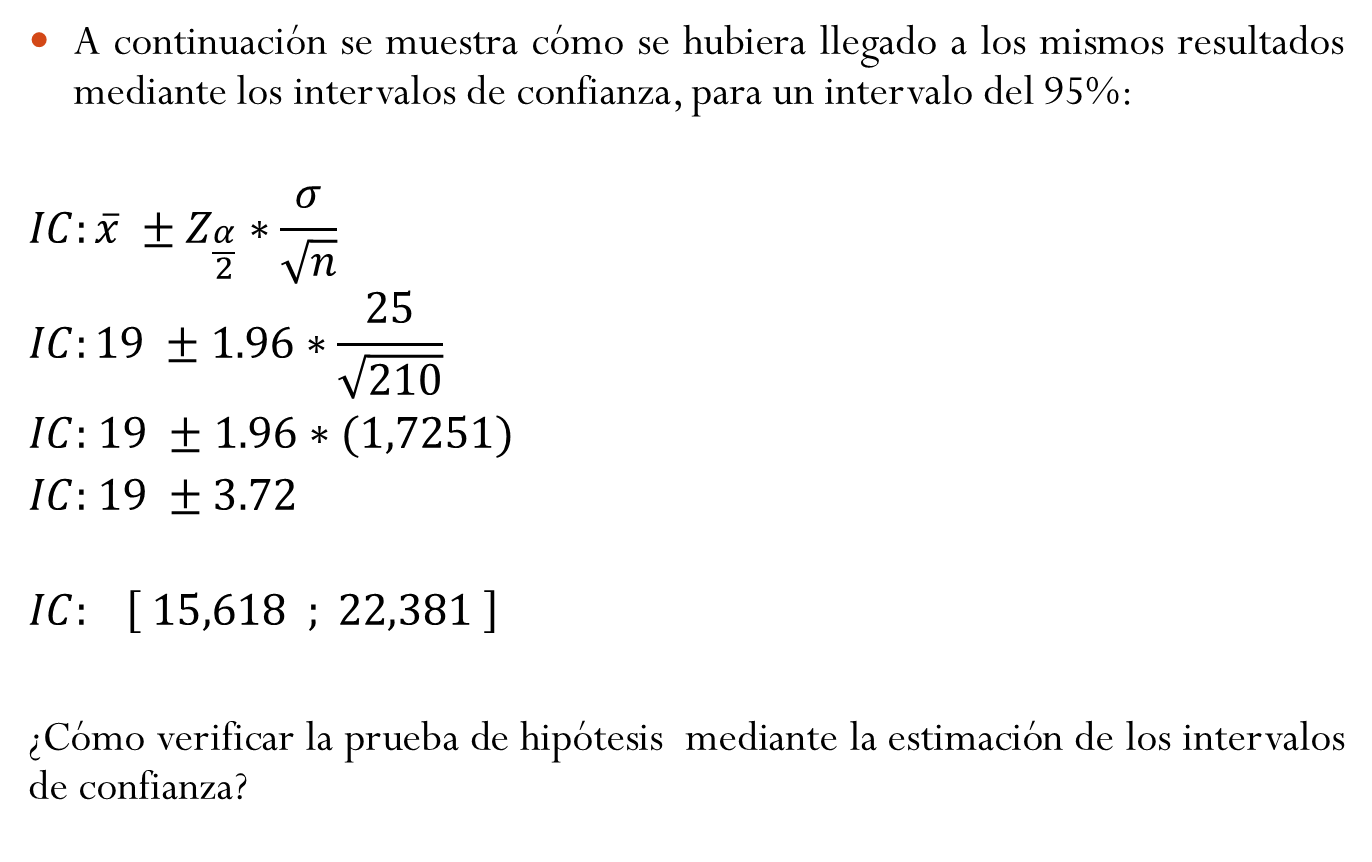 • A continuación se muestra cómo se hubiera llegado a los mismos resultados
mediante los intervalos de confianza, para un intervalo del 95%:
IC: x̄ ± Z_{α/2} * σ/√n
IC: 19 ± 1.96 * 25/√210
IC: 19 ± 1.96 * (1,7251)
IC: 19 ± 3.72
IC: [ 15,618 ; 22,381 ]
¿Cómo verificar la prueba de hipótesis mediante la estimación de los intervalos
de confianza?